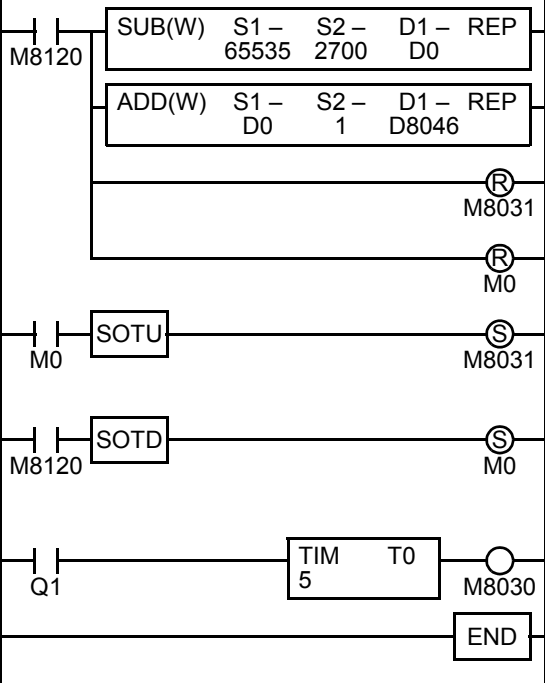 SUB(W) S1 – S2 – D1 – REP
M8120 65535 2700 D0
ADD(W) S1 – S2 – D1 – REP
D0 1 D8046
R
M8031
R
M0
SOTU S
M0 M8031
SOTD S
M8120 M0
TIM T0
5
Q1 M8030
END